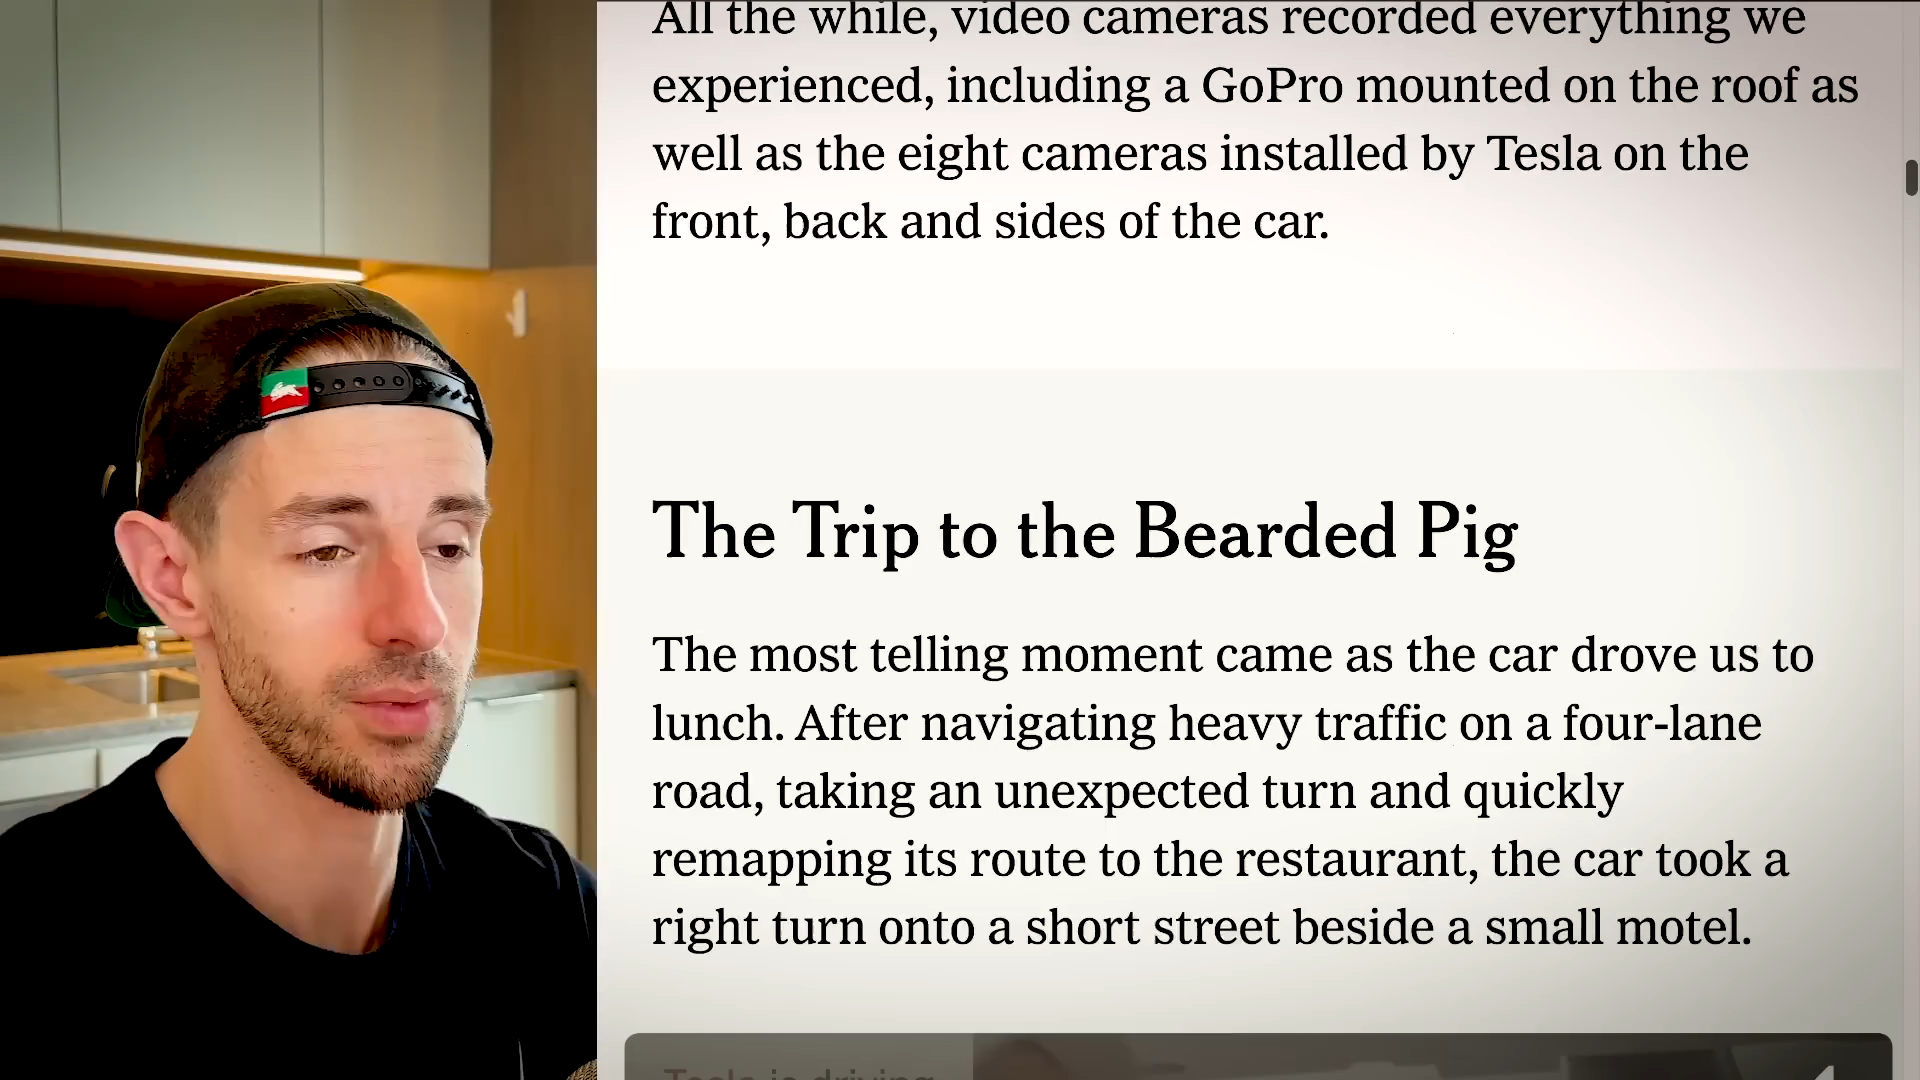 All the while, video cameras recorded everything we
experienced, including a GoPro mounted on the roof as
well as the eight cameras installed by Tesla on the
front, back and sides of the car.
The Trip to the Bearded Pig
The most telling moment came as the car drove us to
lunch. After navigating heavy traffic on a four-lane
road, taking an unexpected turn and quickly
remapping its route to the restaurant, the car took a
right turn onto a short street beside a small motel.
Tesla is driving